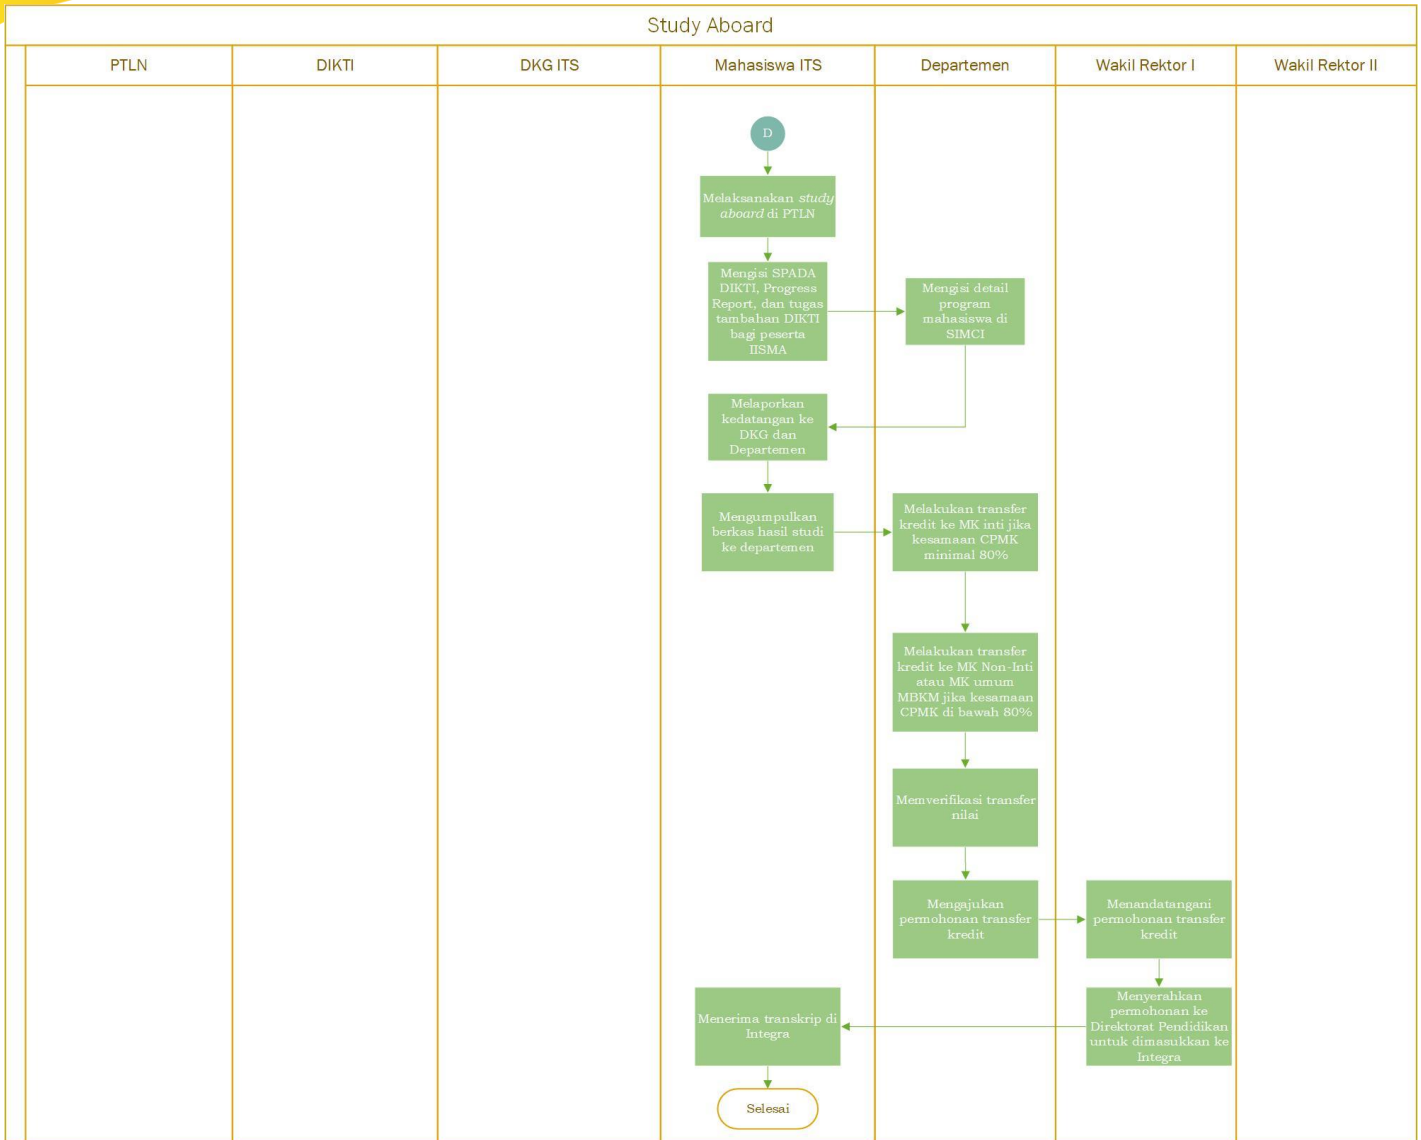 Study Aboard
PTLN
DIKTI
DKG ITS
Mahasiswa ITS
Departemen
Wakil Rektor I
Wakil Rektor II
D
Melaksanakan study
aboard di PTLN
Mengisi SPADA
DIKTI, Progress
Report, dan tugas
tambahan DIKTI
bagi peserta
IISMA
Mengisi detail
program
mahasiswa di
SIMCI
Melaporkan
kedatangan ke
DKG dan
Departemen
Mengumpulkan
berkas hasil studi
ke departemen
Melakukan transfer
kredit ke MK inti jika
kesamaan CPMK
minimal 80%
Melakukan transfer
kredit ke MK Non-Inti
atau MK umum
MBKM jika kesamaan
CPMK di bawah 80%
Memverifikasi transfer
nilai
Mengajukan
permohonan transfer
kredit
Menandatangani
permohonan transfer
kredit
Menyerahkan
permohonan ke
Direktorat Pendidikan
untuk dimasukkan ke
Integra
Menerima transkrip di
Integra
Selesai